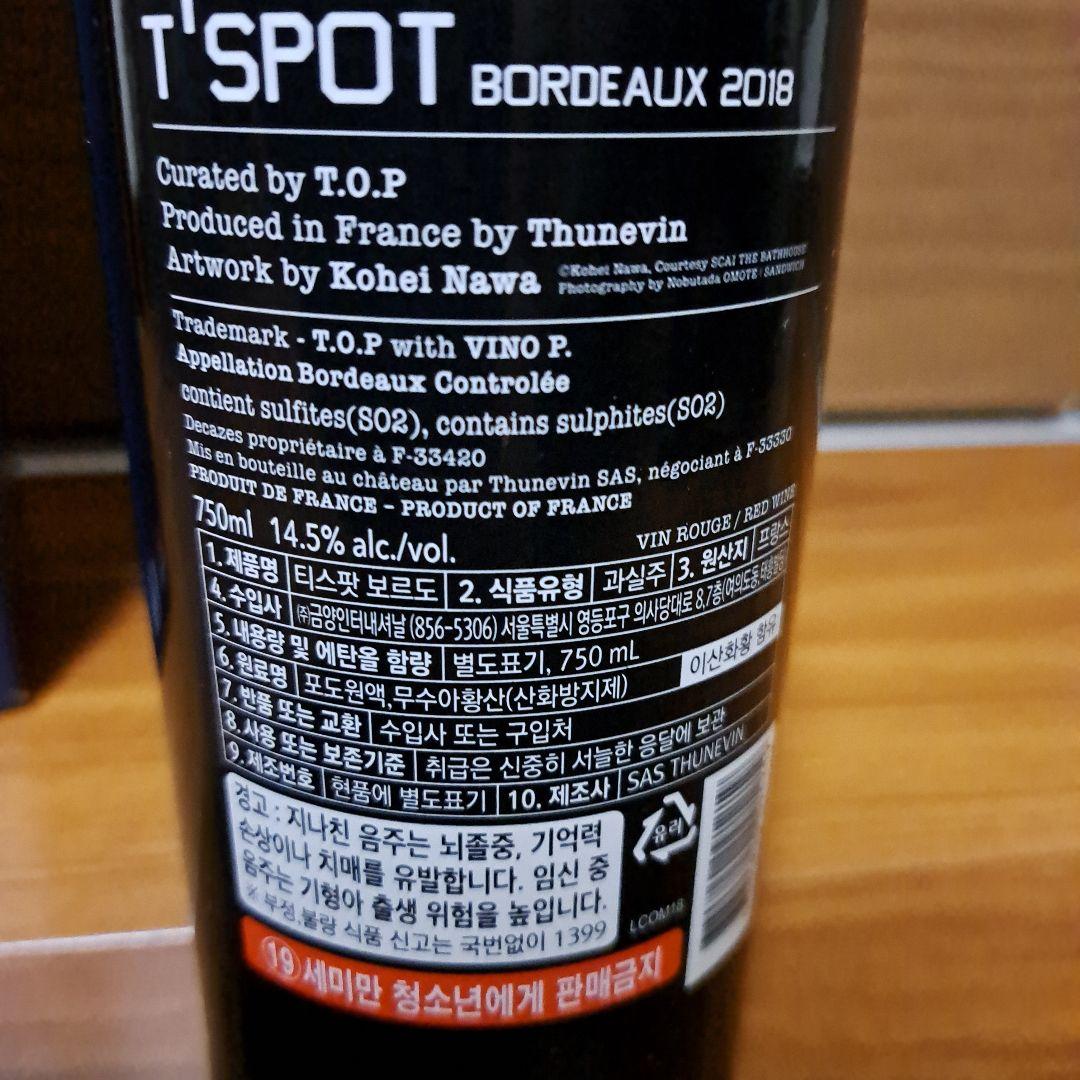 T'SPOT BORDEAUX 2018
Curated by T.O.P
Produced in France by Thunevin
Artwork by Kohei Nawa
©Kohei Nawa, Courtesy SCAI THE BATHHOUSE
Photography by Nobutada OMOTE | SANDWICH
Trademark - T.O.P with VINO P.
Appellation Bordeaux Controlée
contient sulfites(SO2), contains sulphites(SO2)
Decazes propriétaire à F-33420
Mis en bouteille au château par Thunevin SAS, négociant à F-33330
PRODUIT DE FRANCE - PRODUCT OF FRANCE
750ml 14.5% alc./vol. VIN ROUGE / RED WINE
1. 제품명 티스팟 보르도 2. 식품유형 과실주 3. 원산지 프랑스
4. 수입사 ㈜금양인터내셔날 (856-5306) 서울특별시 영등포구 의사당대로 8,7층(여의도동,
5. 내용량 및 에탄올 함량 별도표기, 750 mL
6. 원료명 포도원액,무수아황산(산화방지제) 이산화황 함유
7. 반품 또는 교환 수입사 또는 구입처
8. 사용 또는 보존기준 취급은 신중히 서늘한 응달에 보관
9. 제조번호 현품에 별도표기 10. 제조사 SAS THUNEVIN
경고 : 지나친 음주는 뇌졸중, 기억력
손상이나 치매를 유발합니다. 임신 중
음주는 기형아 출생 위험을 높입니다.
※ 부정,불량 식품 신고는 국번없이 1399
유리
LCOM18
19세미만 청소년에게 판매금지